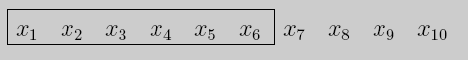 x₁ x₂ x₃ x₄ x₅ x₆ x₇ x₈ x₉ x₁₀